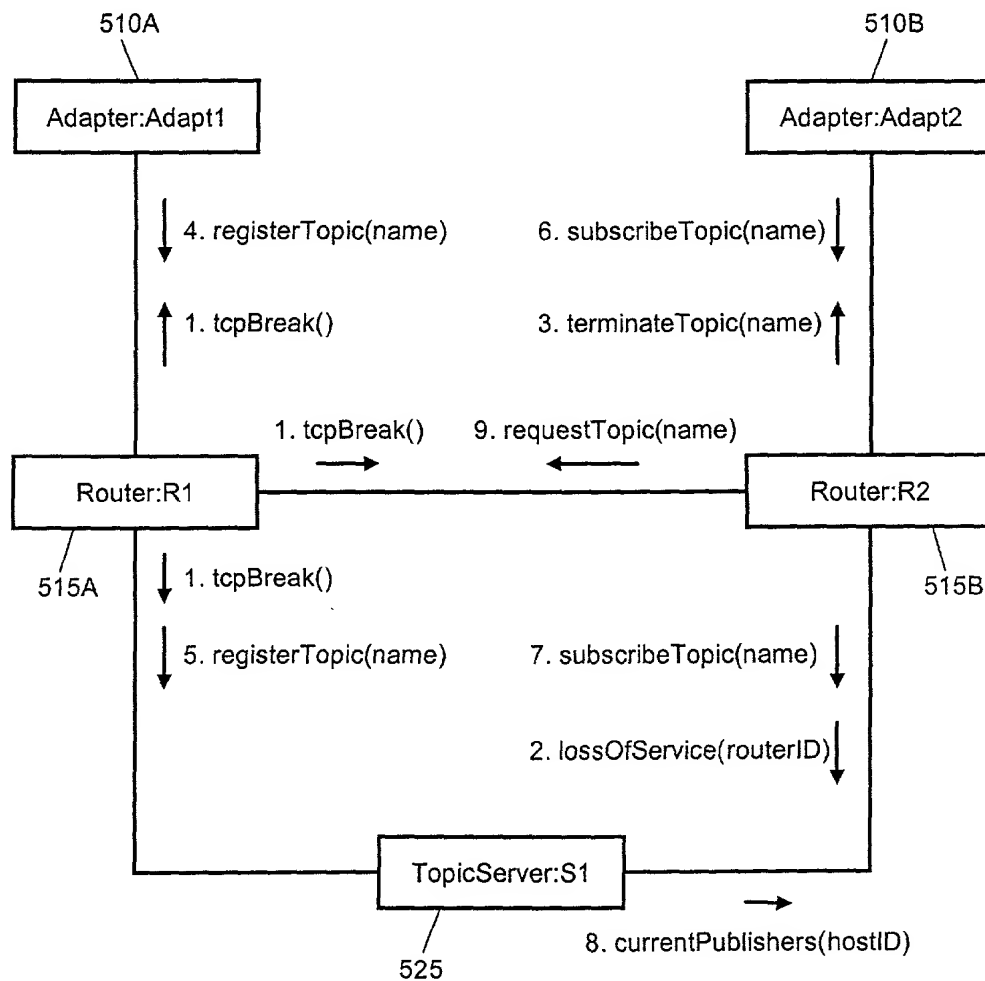 510A
510B
Adapter:Adapt1
Adapter:Adapt2
4. registerTopic(name)
6. subscribeTopic(name)
1. tcpBreak()
3. terminateTopic(name)
1. tcpBreak()
9. requestTopic(name)
Router:R1
Router:R2
515A
1. tcpBreak()
515B
5. registerTopic(name)
7. subscribeTopic(name)
2. lossOfService(routerID)
TopicServer:S1
525
8. currentPublishers(hostID)